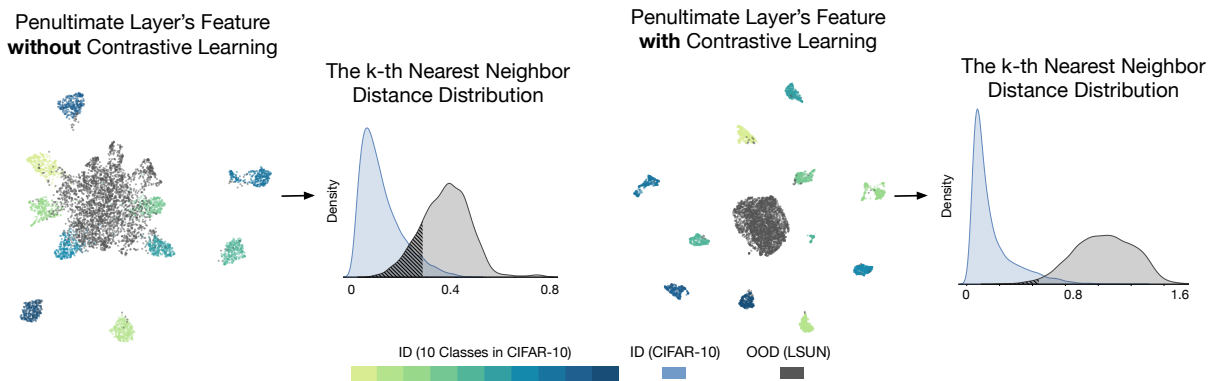 Penultimate Layer's Feature
without Contrastive Learning
The k-th Nearest Neighbor
Distance Distribution
Density
0
0.4
0.8
Penultimate Layer's Feature
with Contrastive Learning
The k-th Nearest Neighbor
Distance Distribution
Density
0
0.8
1.6
ID (10 Classes in CIFAR-10)
ID (CIFAR-10)
OOD (LSUN)